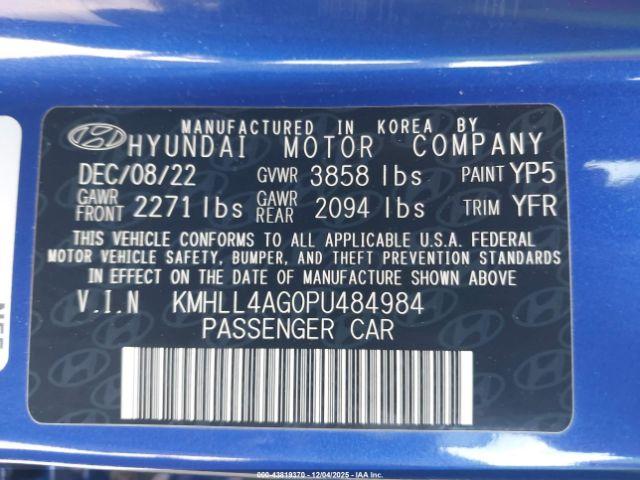 MANUFACTURED IN KOREA BY
HYUNDAI MOTOR COMPANY
DEC/08/22 GVWR 3858 lbs PAINT YP5
GAWR FRONT 2271 lbs GAWR REAR 2094 lbs TRIM YFR
THIS VEHICLE CONFORMS TO ALL APPLICABLE U.S.A. FEDERAL
MOTOR VEHICLE SAFETY, BUMPER, AND THEFT PREVENTION STANDARDS
IN EFFECT ON THE DATE OF MANUFACTURE SHOWN ABOVE
V.I.N KMHLL4AG0PU484984
PASSENGER CAR
000-43819370 - 12/04/2025 - IAA Inc.